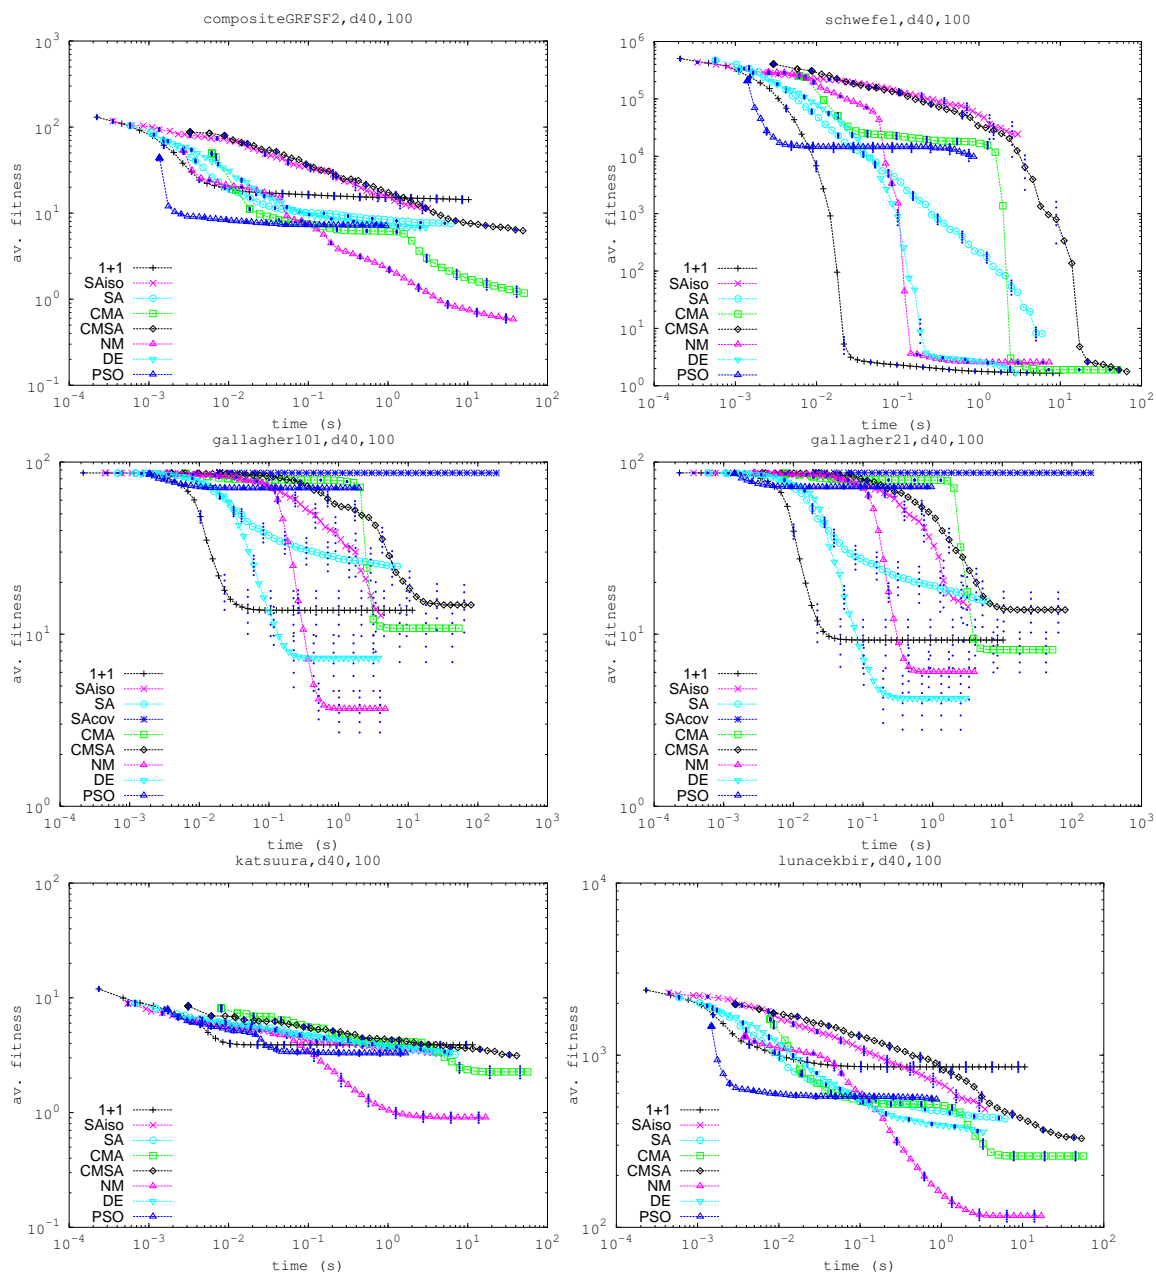 compositeGRFSF2,d40,100
10^3
10^2
10^1
10^0
10^-1
av. fitness
1+1
SAiso
SA
CMA
CMSA
NM
DE
PSO
10^-4 10^-3 10^-2 10^-1 10^0 10^1 10^2
time (s)
schwefel,d40,100
10^6
10^5
10^4
10^3
10^2
10^1
10^0
av. fitness
1+1
SAiso
SA
CMA
CMSA
NM
DE
PSO
10^-4 10^-3 10^-2 10^-1 10^0 10^1 10^2
time (s)
gallagher101,d40,100
10^2
10^1
10^0
av. fitness
1+1
SAiso
SA
SAcov
CMA
CMSA
NM
DE
PSO
10^-4 10^-3 10^-2 10^-1 10^0 10^1 10^2 10^3
time (s)
gallagher21,d40,100
10^2
10^1
10^0
av. fitness
1+1
SAiso
SA
SAcov
CMA
CMSA
NM
DE
PSO
10^-4 10^-3 10^-2 10^-1 10^0 10^1 10^2 10^3
time (s)
katsuura,d40,100
10^2
10^1
10^0
10^-1
av. fitness
1+1
SAiso
SA
CMA
CMSA
NM
DE
PSO
10^-4 10^-3 10^-2 10^-1 10^0 10^1 10^2
time (s)
lunacekbir,d40,100
10^4
10^3
10^2
av. fitness
1+1
SAiso
SA
CMA
CMSA
NM
DE
PSO
10^-4 10^-3 10^-2 10^-1 10^0 10^1 10^2
time (s)